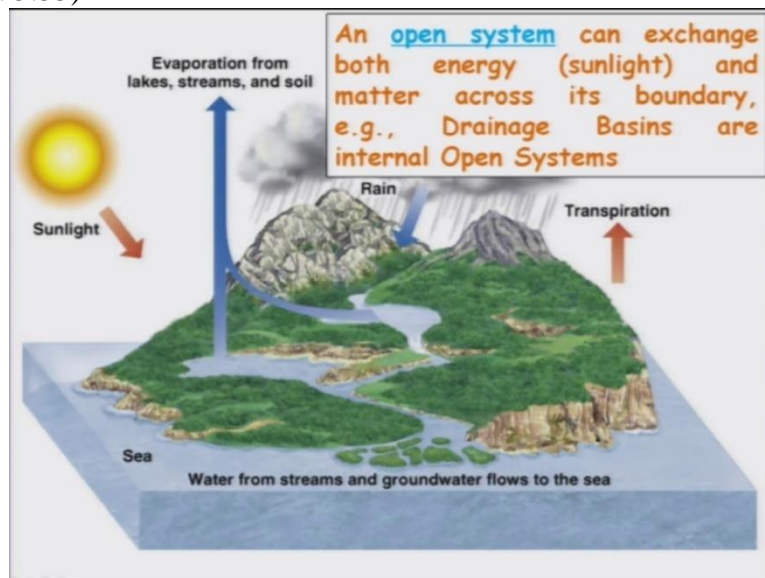 An open system can exchange
both energy (sunlight) and
matter across its boundary,
e.g., Drainage Basins are
internal Open Systems
Evaporation from
lakes, streams, and soil
Rain
Sunlight
Transpiration
Sea
Water from streams and groundwater flows to the sea